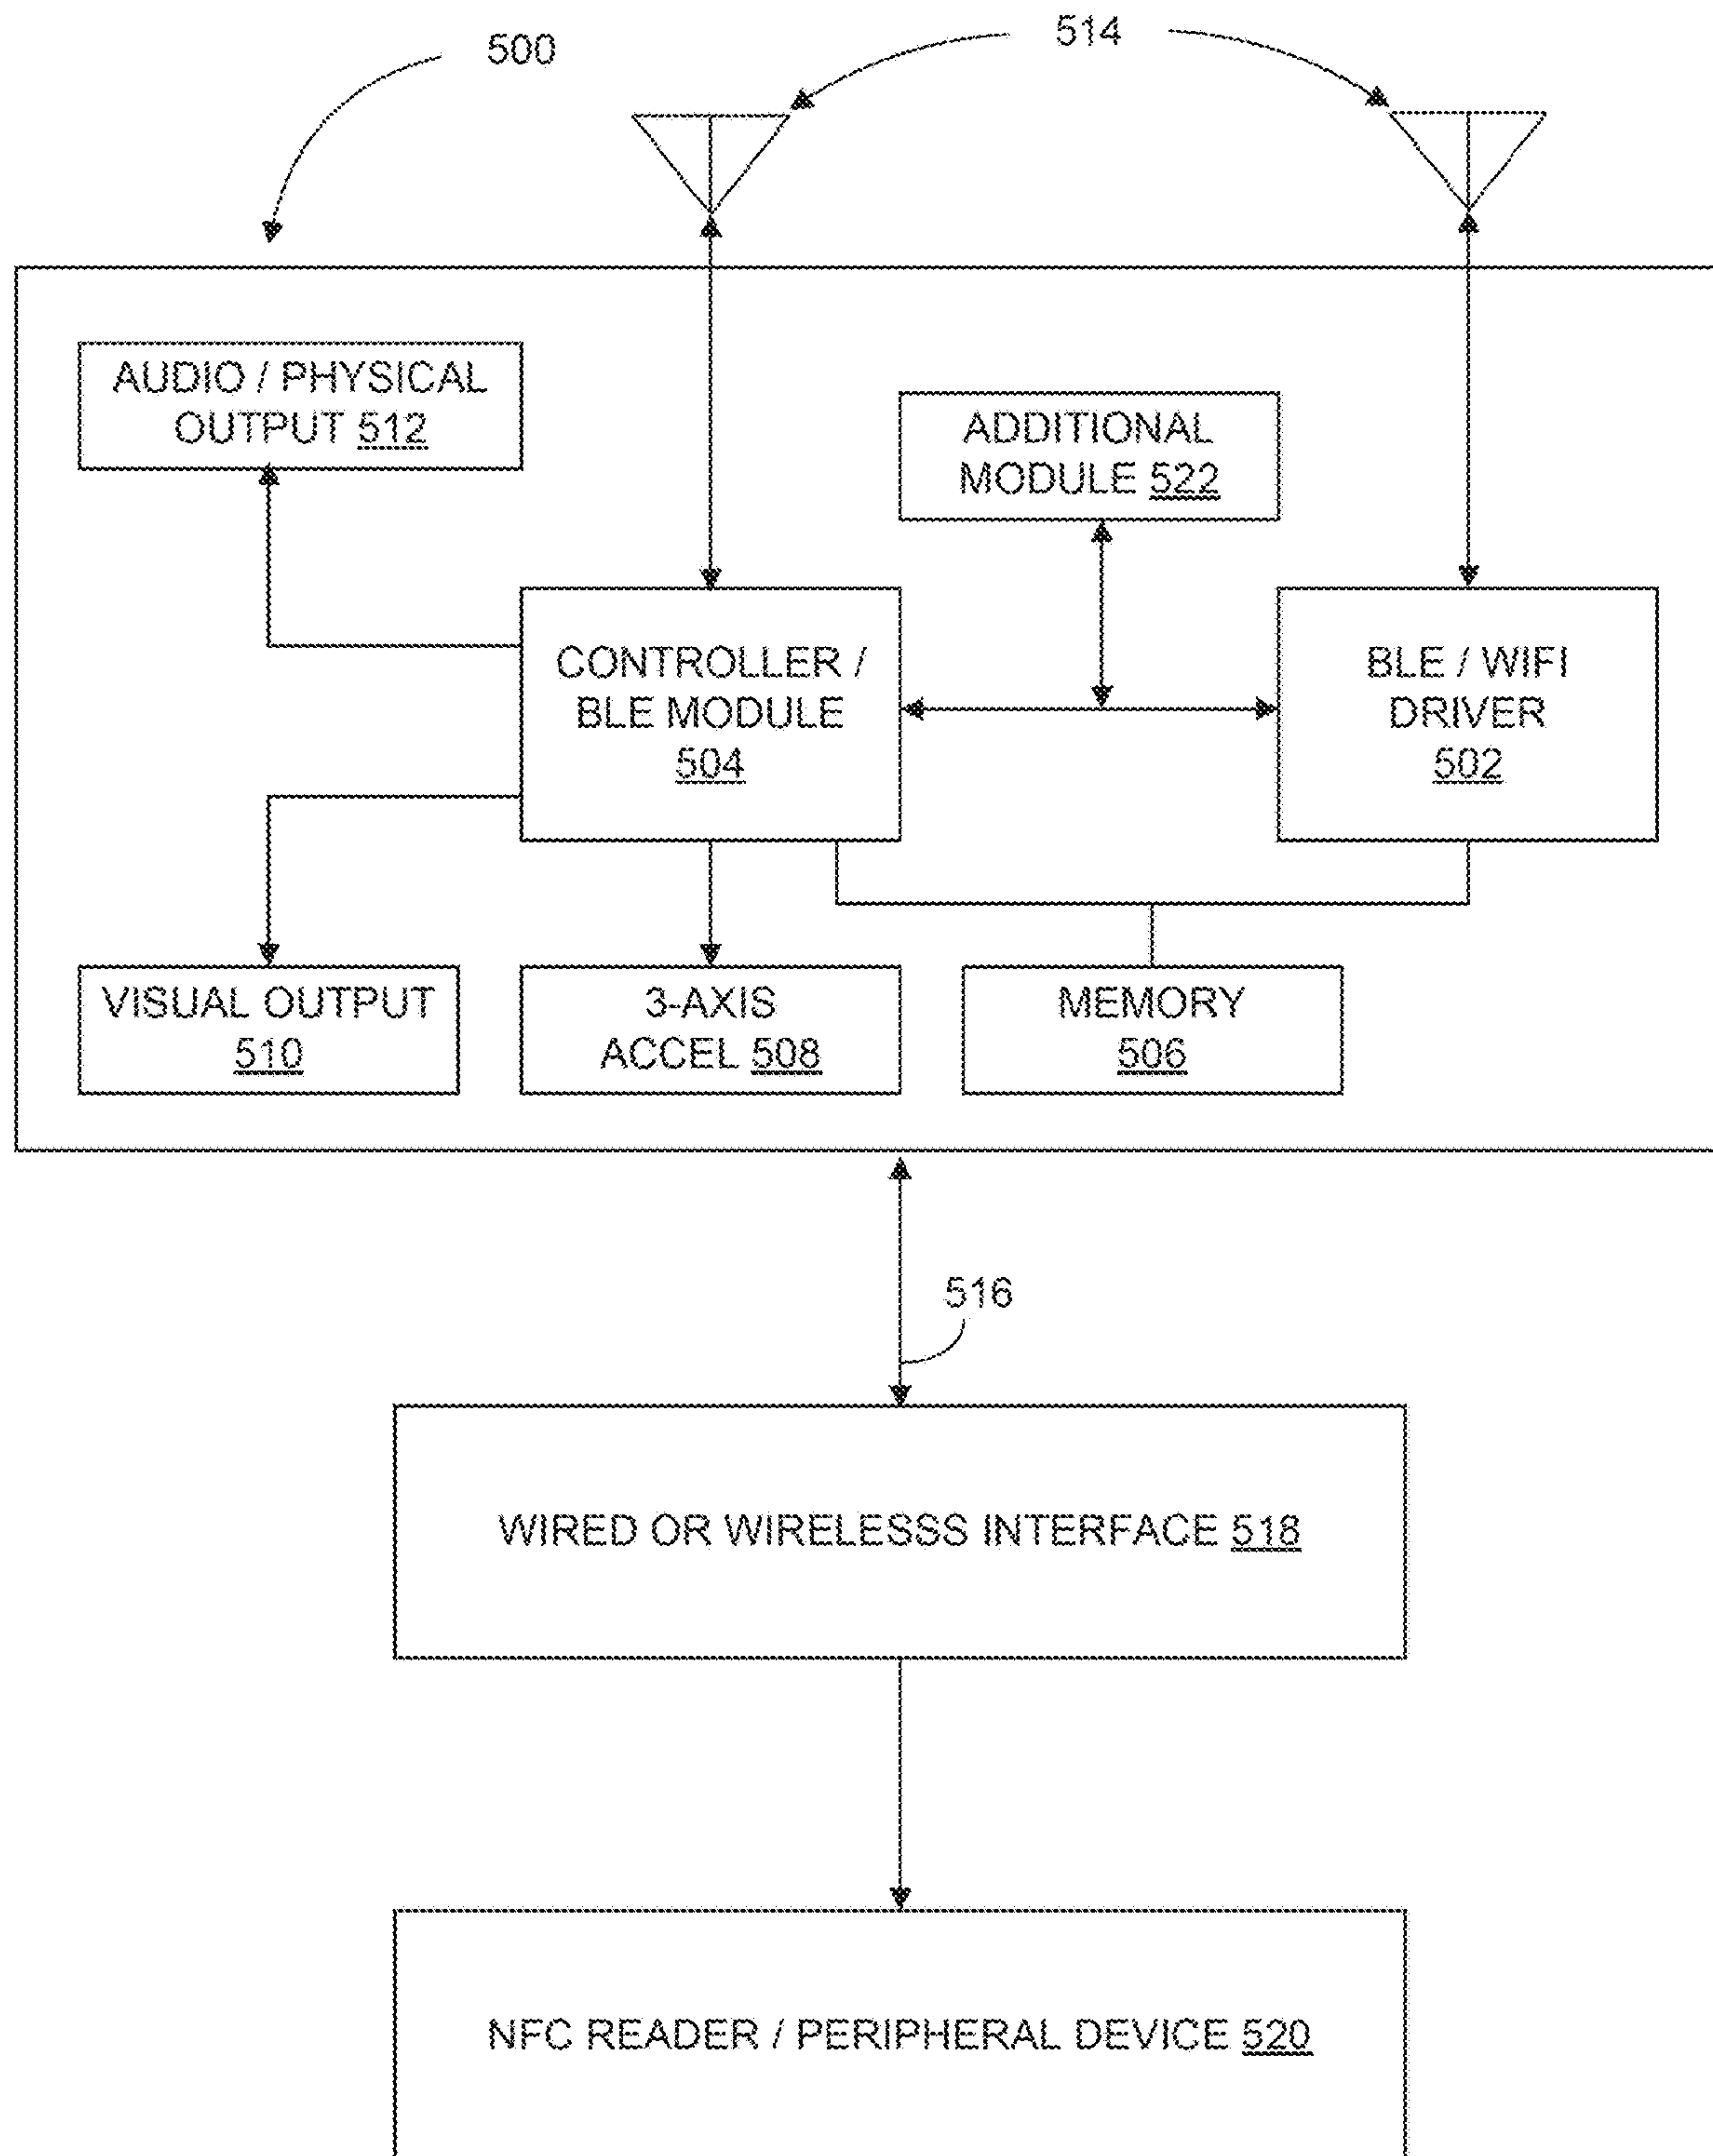 514
500
AUDIO / PHYSICAL
OUTPUT 512
ADDITIONAL
MODULE 522
CONTROLLER /
BLE MODULE
504
BLE / WIFI
DRIVER
502
VISUAL OUTPUT
510
3-AXIS
ACCEL 508
MEMORY
506
516
WIRED OR WIRELESSS INTERFACE 518
NFC READER / PERIPHERAL DEVICE 520